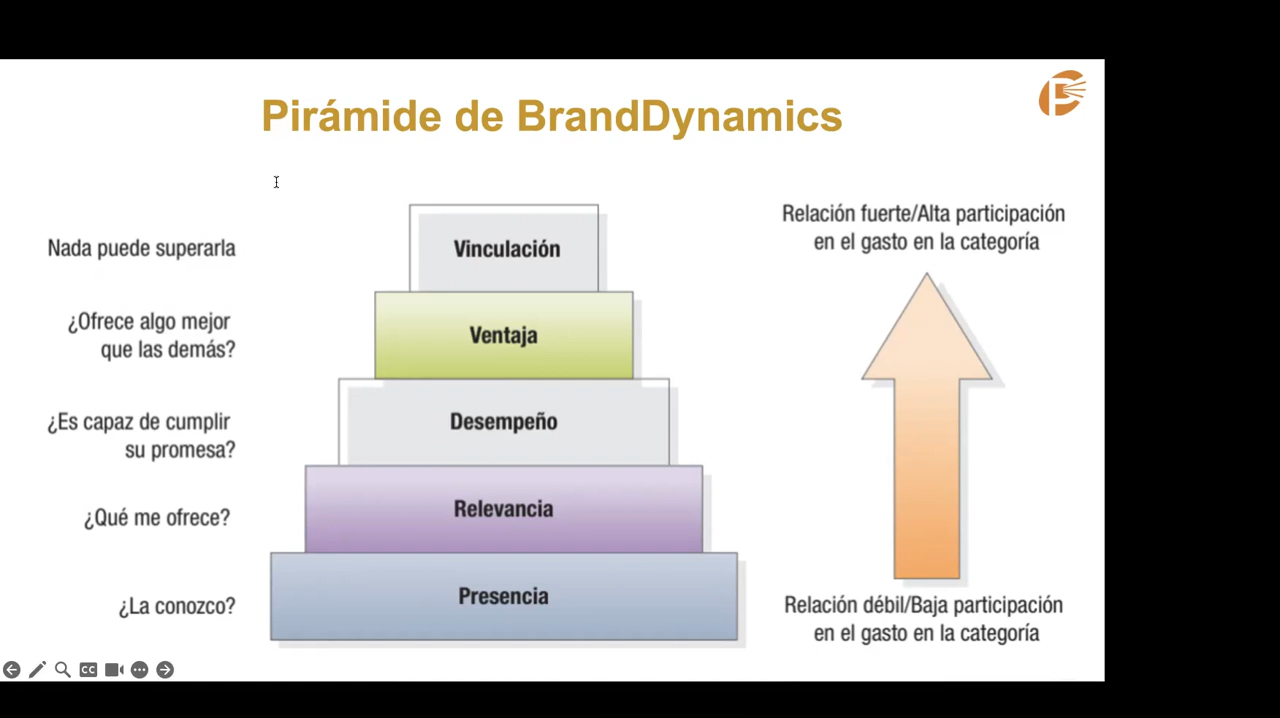 Pirámide de BrandDynamics
Nada puede superarla
Vinculación
¿Ofrece algo mejor
que las demás?
Ventaja
¿Es capaz de cumplir
su promesa?
Desempeño
¿Qué me ofrece?
Relevancia
¿La conozco?
Presencia
Relación fuerte/Alta participación
en el gasto en la categoría
Relación débil/Baja participación
en el gasto en la categoría
CC